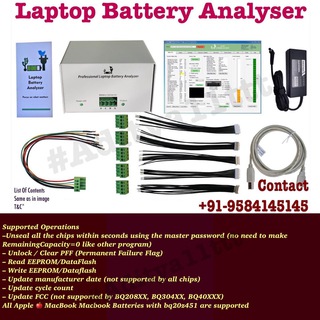 Laptop Battery Analyser
Laptop
Battery
Analyser
Professional Laptop Battery Analyser
List Of Contents
Same as in image
T&C"
Contact
+91-9584145145
Supported Operations
-Unseal all the chips within seconds using the master password (no need to make
RemainingCapacity=0 like other program)
- Unlock / Clear PFF (Permanent Failure Flag)
- Read EEPROM/DataFlash
- Write EEPROM/Dataflash
- Update manufacturer date (not supported by all chips)
- Update cycle count
- Update FCC (not supported by BQ208XX, BQ304XX, BQ40XXX)
All Apple MacBook Macbook Batteries with bq20s451 are supported